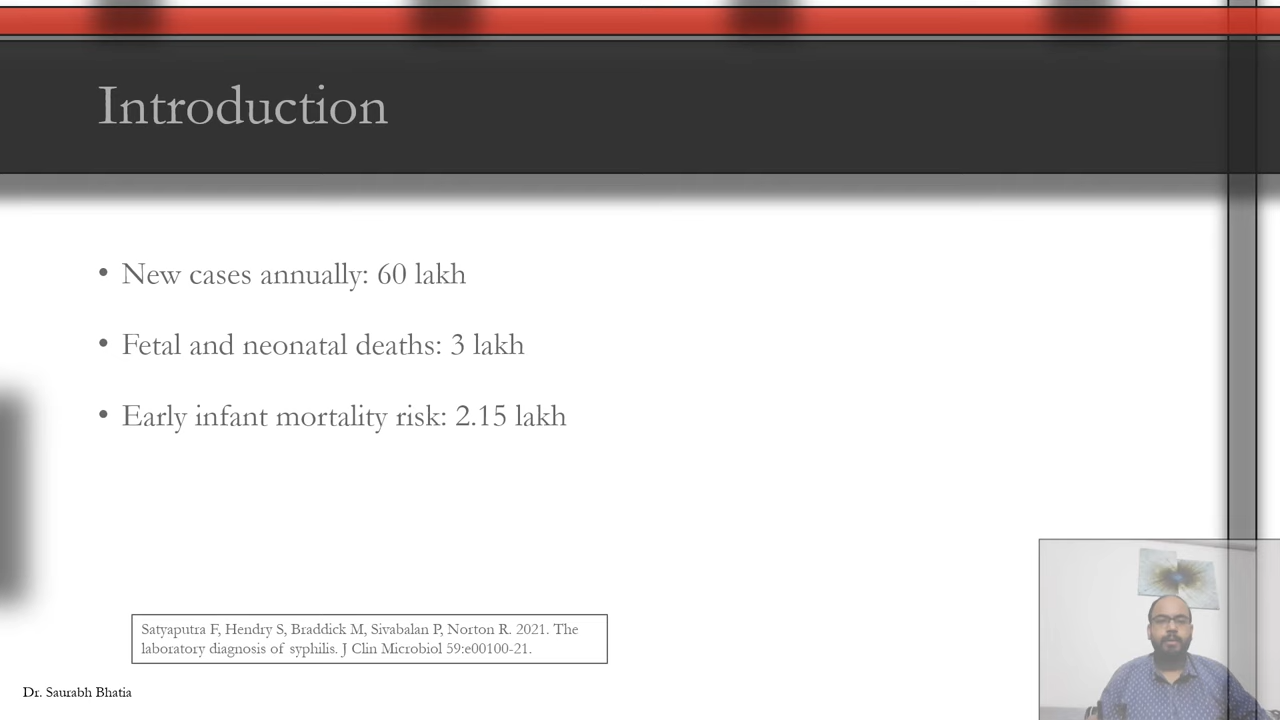 Introduction
• New cases annually: 60 lakh
• Fetal and neonatal deaths: 3 lakh
• Early infant mortality risk: 2.15 lakh
Satyaputra F, Hendry S, Braddick M, Sivabalan P, Norton R. 2021. The
laboratory diagnosis of syphilis. J Clin Microbiol 59:e00100-21.
Dr. Saurabh Bhatia